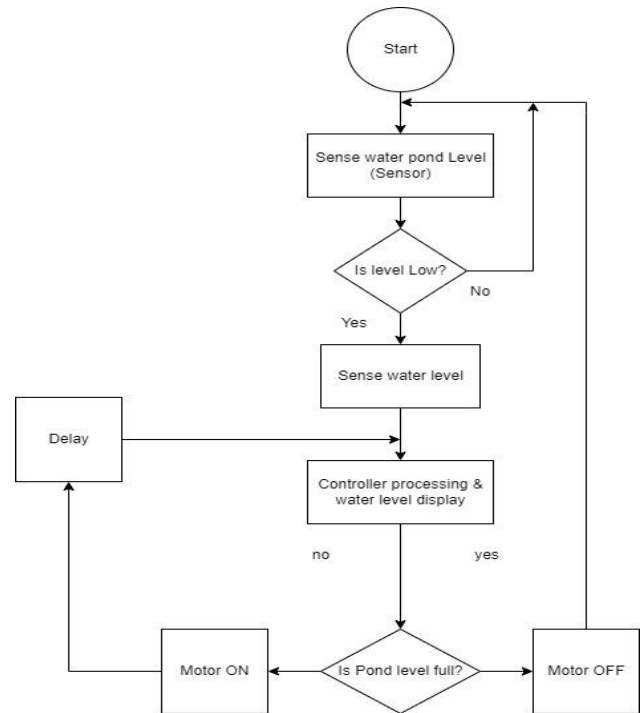 Start
Sense water pond Level
(Sensor)
Is level Low?
No
Yes
Sense water level
Delay
Controller processing &
water level display
no
yes
Motor ON
Is Pond level full?
Motor OFF